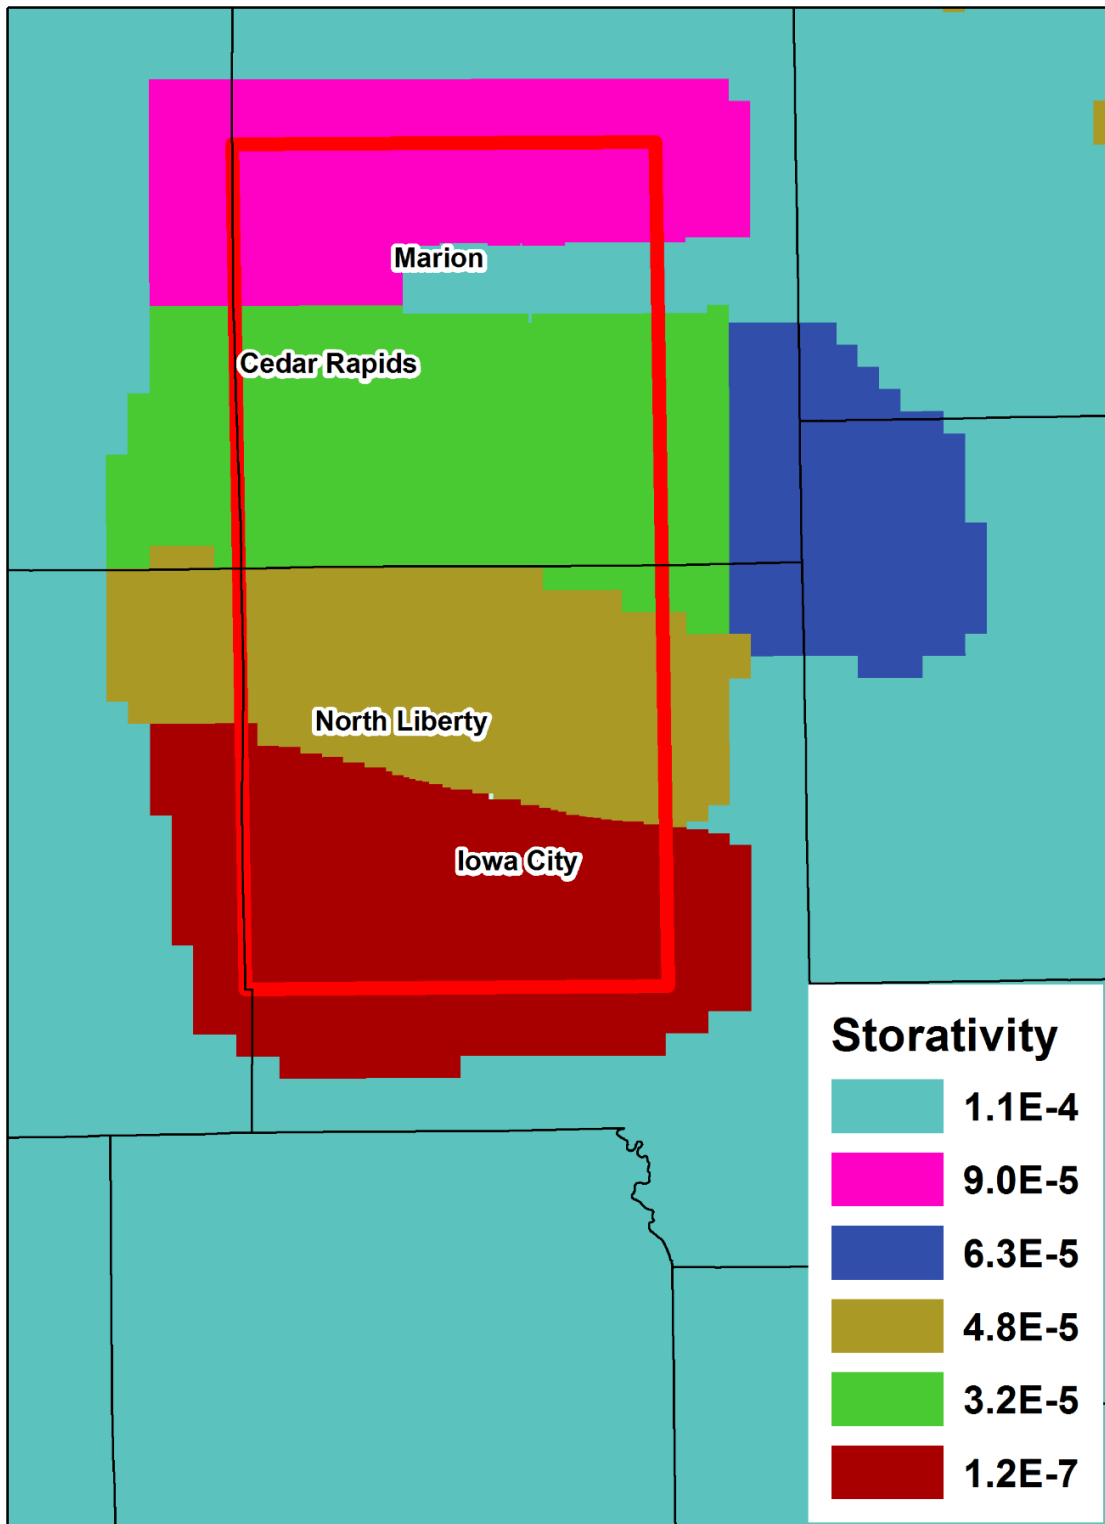 Marion
Cedar Rapids
North Liberty
Iowa City
Storativity
1.1E-4
9.0E-5
6.3E-5
4.8E-5
3.2E-5
1.2E-7